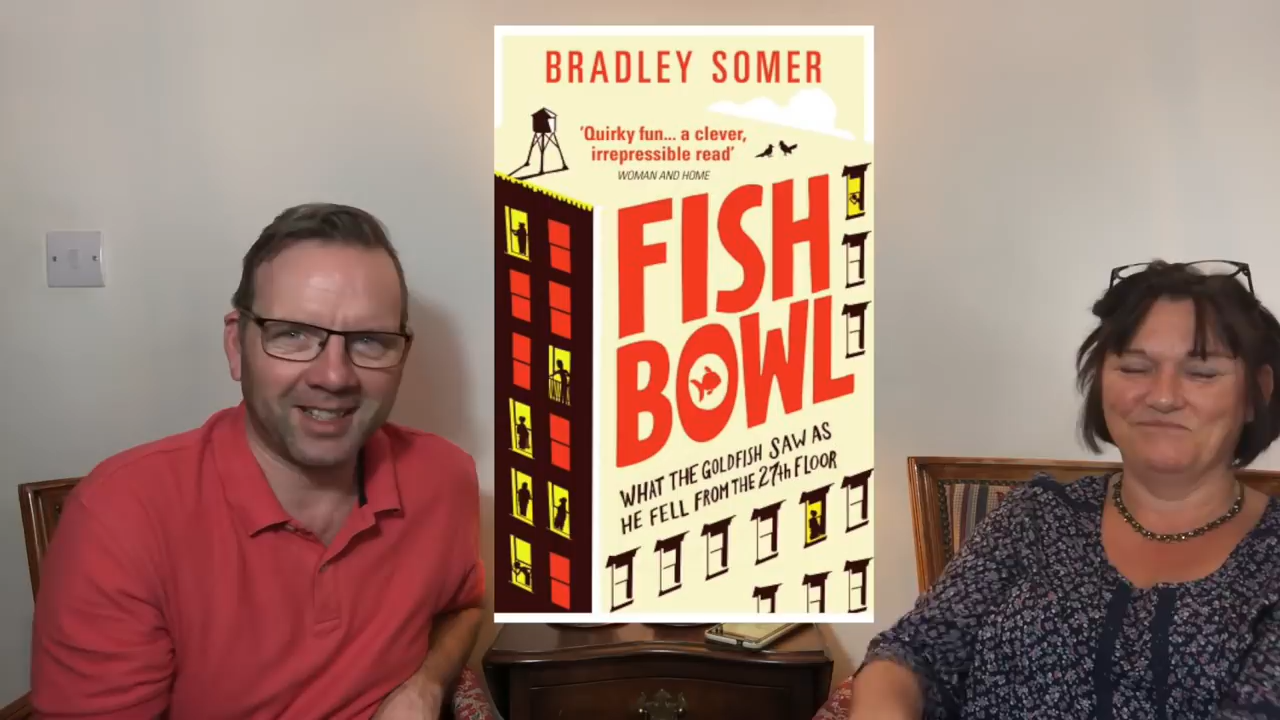 BRADLEY SOMER
'Quirky fun... a clever,
irrepressible read'
WOMAN AND HOME
FISH
BOWL
WHAT THE GOLDFISH SAW AS
HE FELL FROM THE 27th FLOOR